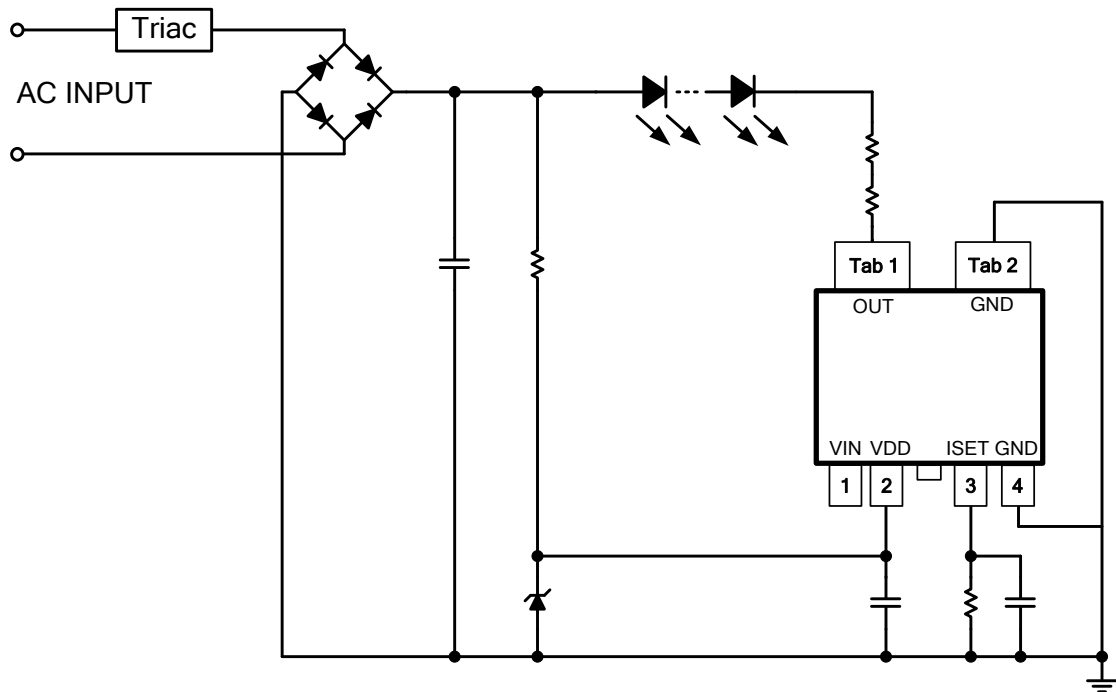 Triac
AC INPUT
Tab 1 Tab 2
OUT GND
VIN VDD ISET GND
1 2 3 4